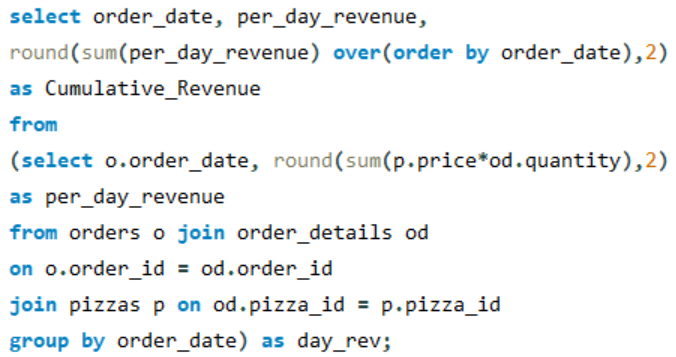 select order_date, per_day_revenue,
round(sum(per_day_revenue) over(order by order_date),2)
as Cumulative_Revenue
from
(select o.order_date, round(sum(p.price*od.quantity),2)
as per_day_revenue
from orders o join order_details od
on o.order_id = od.order_id
join pizzas p on od.pizza_id = p.pizza_id
group by order_date) as day_rev;